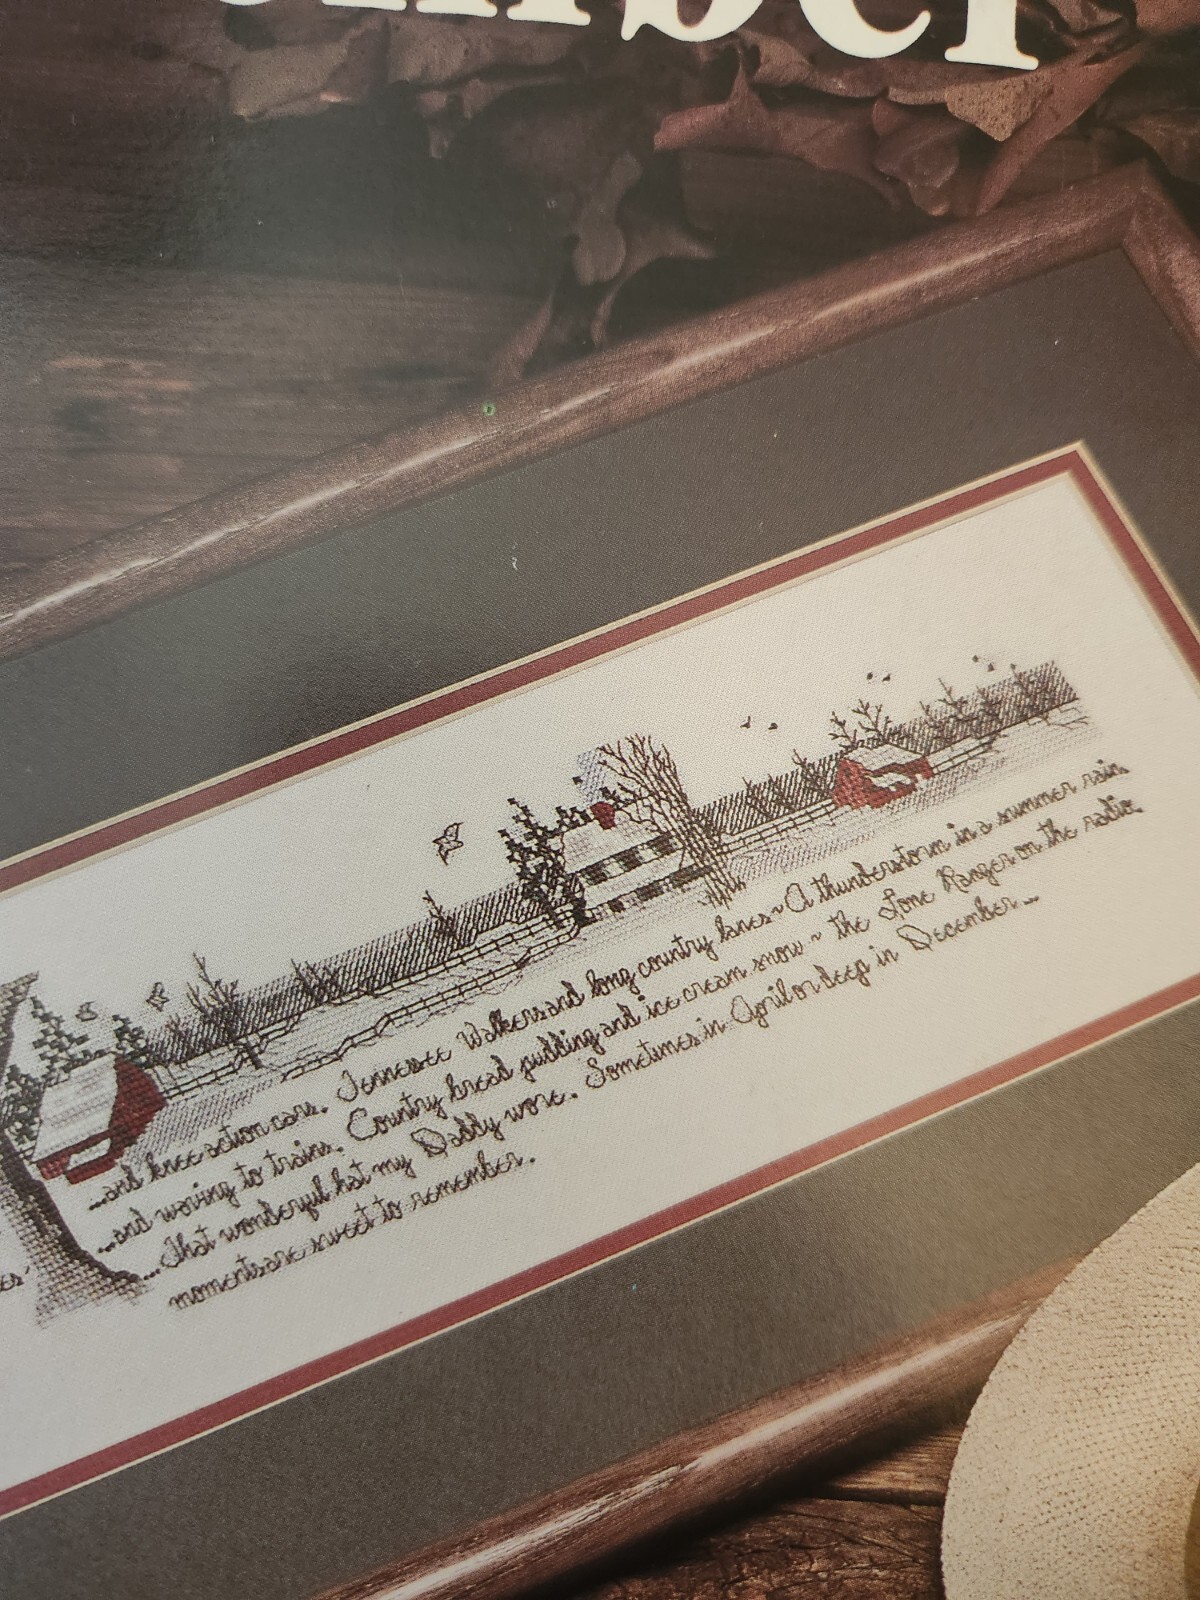 ...and knee action cars. Tennessee Walkers and long country lanes ~ A thunderstorm in a summer rain,
...and waving to trains. Country bread pudding and ice cream snow ~ the Lone Ranger on the radio.
...that wonderful hat my Daddy wore. Sometimes in April or deep in December...
moments are sweet to remember.